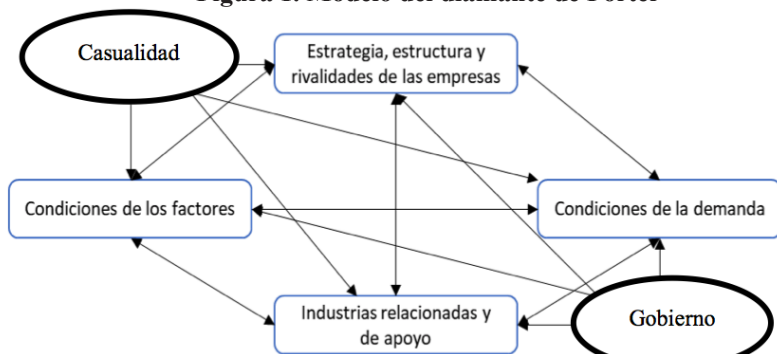 Figura 1. Modelo del diamante de Porter
Casualidad
Estrategia, estructura y
rivalidades de las empresas
Condiciones de los factores
Condiciones de la demanda
Industrias relacionadas y
de apoyo
Gobierno